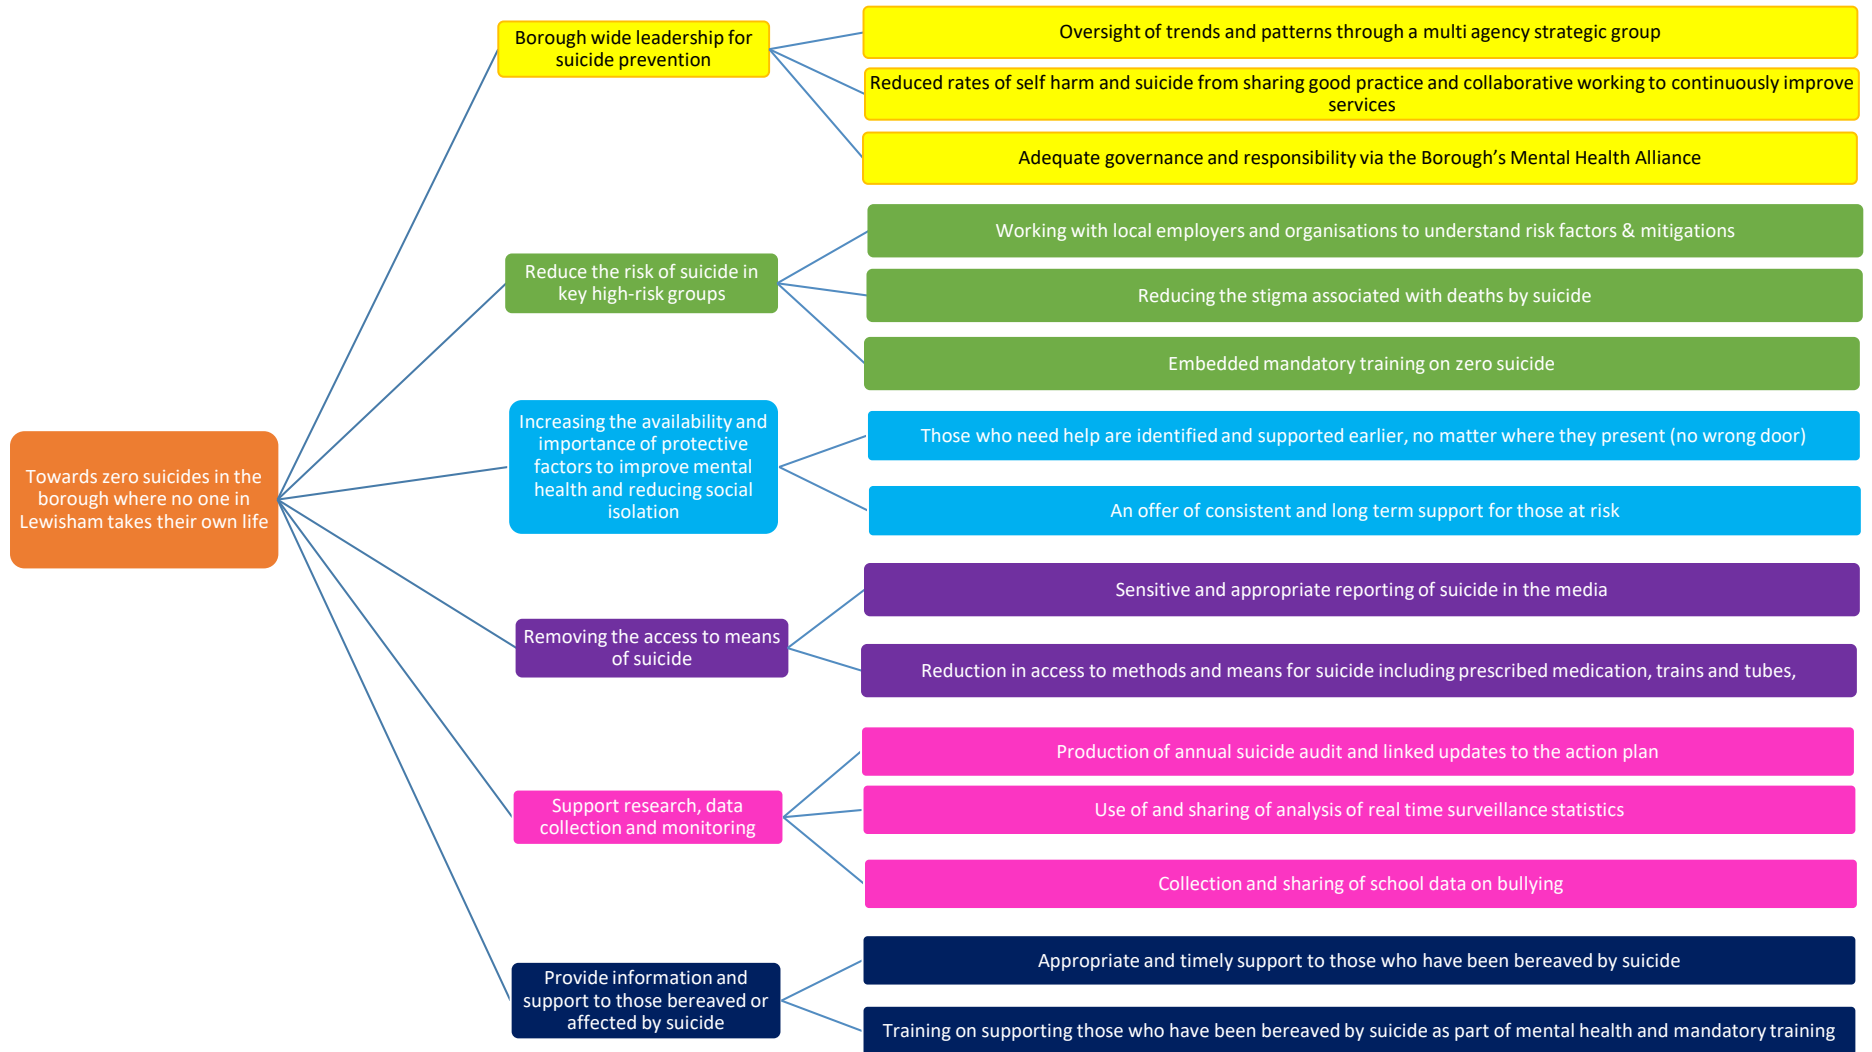 Borough wide leadership for
suicide prevention
Oversight of trends and patterns through a multi agency strategic group
Reduced rates of self harm and suicide from sharing good practice and collaborative working to continuously improve
services
Adequate governance and responsibility via the Borough's Mental Health Alliance
Reduce the risk of suicide in
key high-risk groups
Working with local employers and organisations to understand risk factors & mitigations
Reducing the stigma associated with deaths by suicide
Embedded mandatory training on zero suicide
Towards zero suicides in the
borough where no one in
Lewisham takes their own life
Increasing the availability and
importance of protective
factors to improve mental
health and reducing social
isolation
Those who need help are identified and supported earlier, no matter where they present (no wrong door)
An offer of consistent and long term support for those at risk
Removing the access to means
of suicide
Sensitive and appropriate reporting of suicide in the media
Reduction in access to methods and means for suicide including prescribed medication, trains and tubes,
Support research, data
collection and monitoring
Production of annual suicide audit and linked updates to the action plan
Use of and sharing of analysis of real time surveillance statistics
Collection and sharing of school data on bullying
Provide information and
support to those bereaved or
affected by suicide
Appropriate and timely support to those who have been bereaved by suicide
Training on supporting those who have been bereaved by suicide as part of mental health and mandatory training